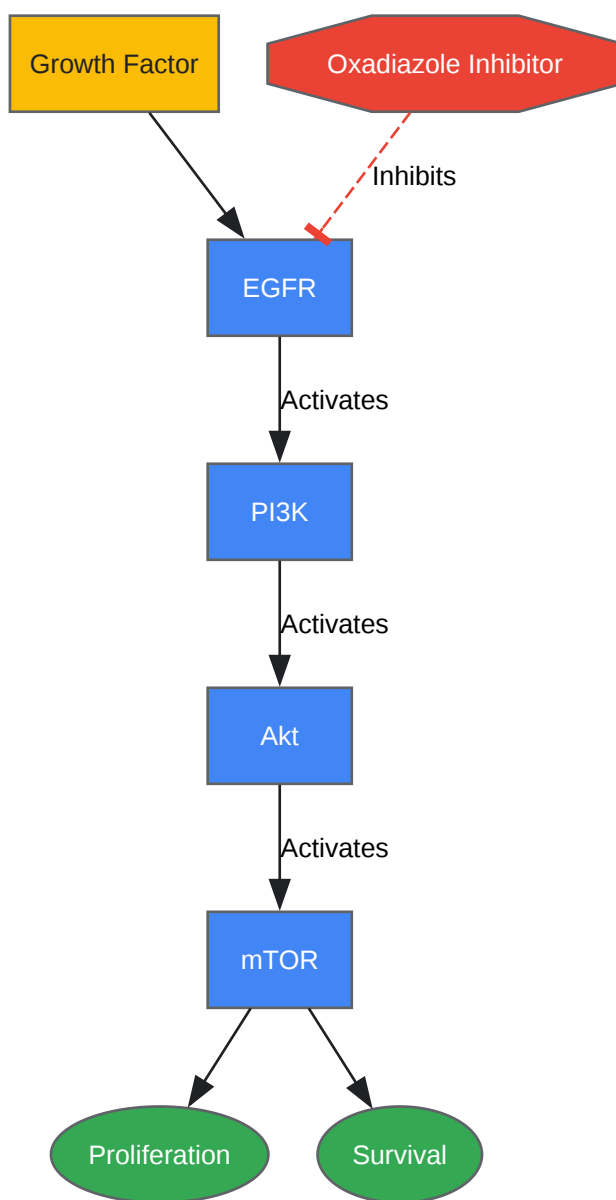 Growth Factor
Oxadiazole Inhibitor
Inhibits
EGFR
Activates
PI3K
Activates
Akt
Activates
mTOR
Proliferation
Survival